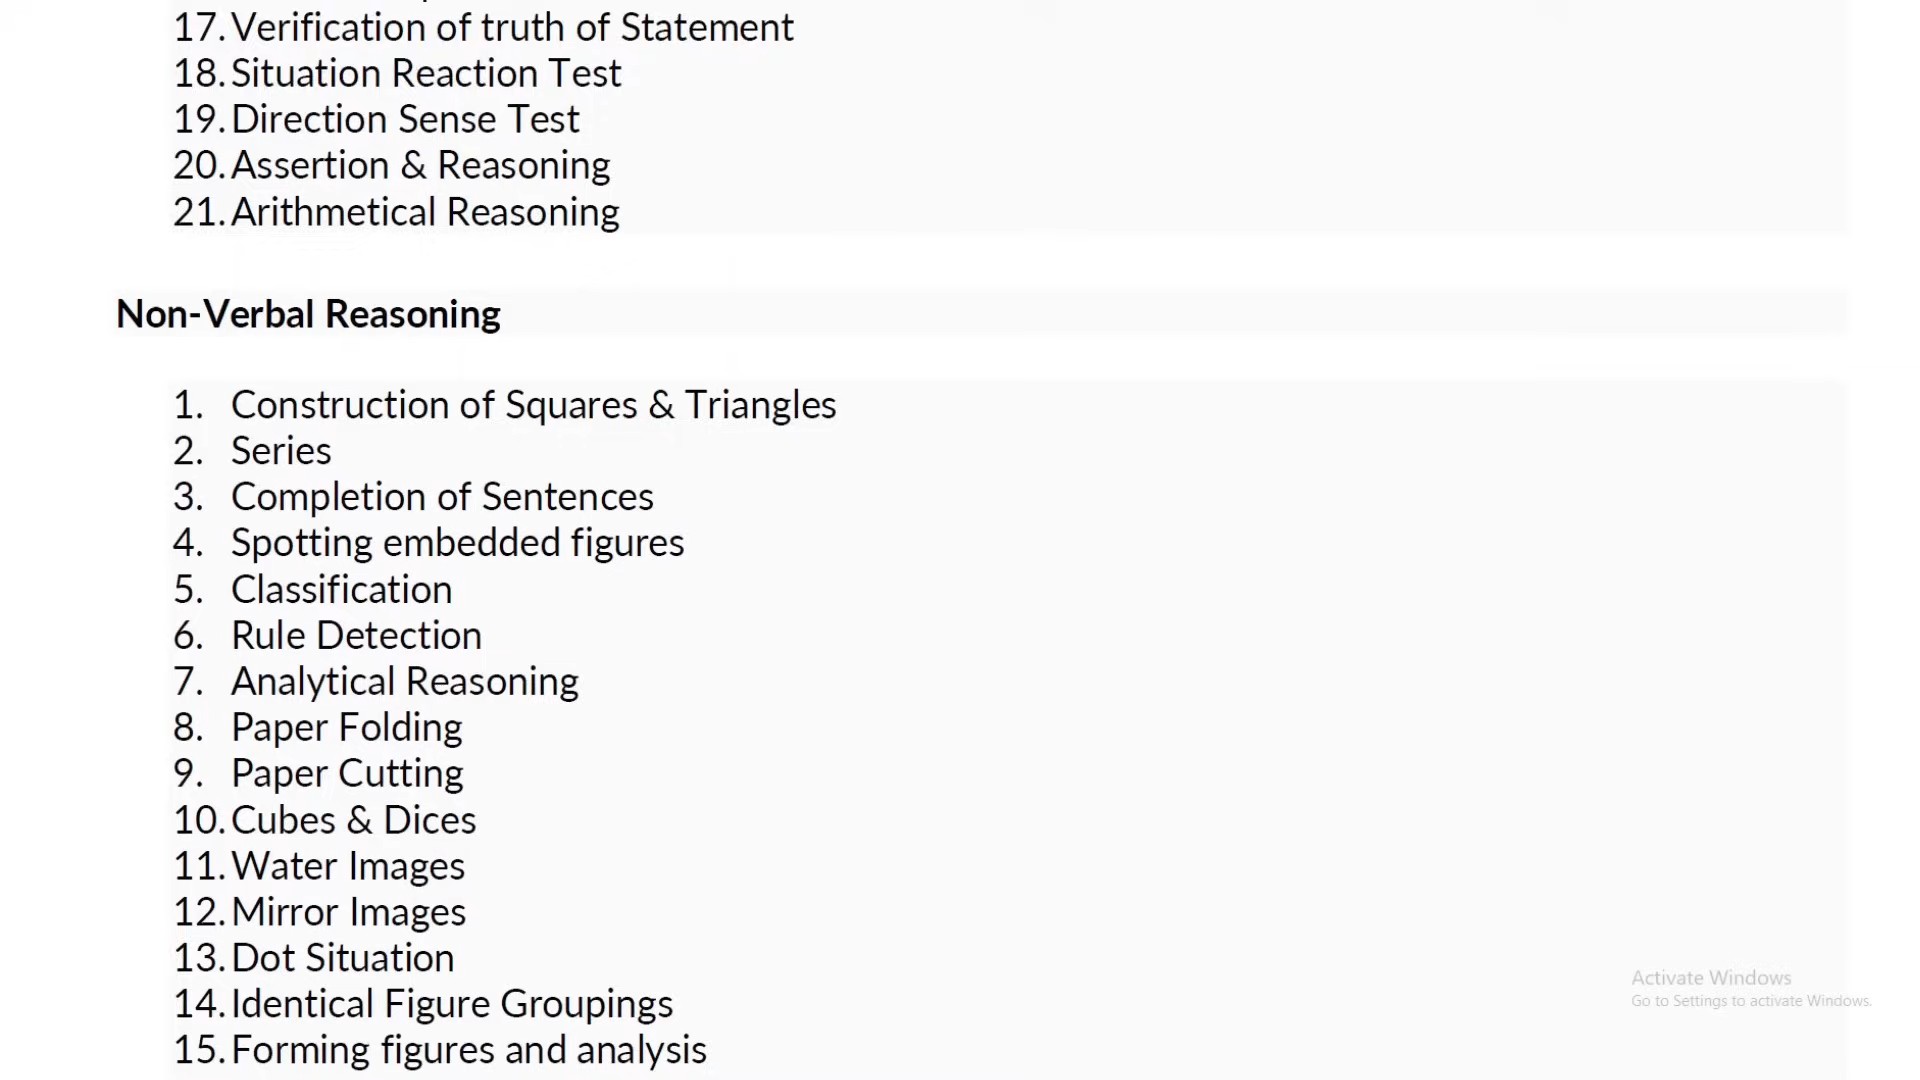 17. Verification of truth of Statement
18. Situation Reaction Test
19. Direction Sense Test
20. Assertion & Reasoning
21. Arithmetical Reasoning
Non-Verbal Reasoning
1. Construction of Squares & Triangles
2. Series
3. Completion of Sentences
4. Spotting embedded figures
5. Classification
6. Rule Detection
7. Analytical Reasoning
8. Paper Folding
9. Paper Cutting
10. Cubes & Dices
11. Water Images
12. Mirror Images
13. Dot Situation
14. Identical Figure Groupings
15. Forming figures and analysis
Activate Windows
Go to Settings to activate Windows.